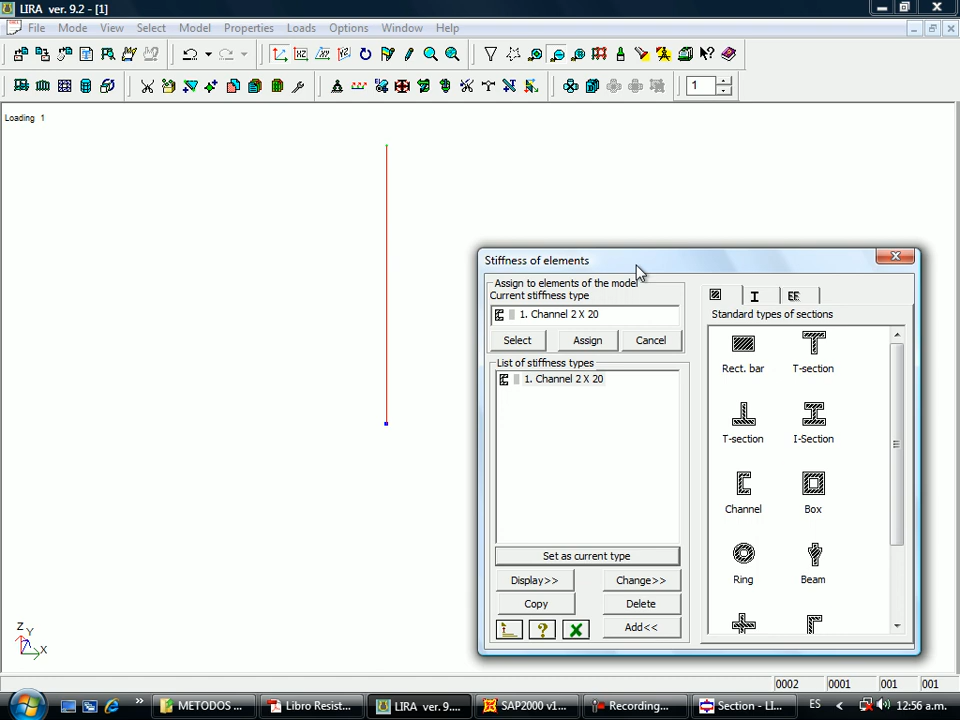 LIRA ver. 9.2 - [1]
File Mode View Select Model Properties Loads Options Window Help
1
Loading 1
Stiffness of elements
Assign to elements of the model
Current stiffness type
1. Channel 2 X 20
Select Assign Cancel
List of stiffness types
1. Channel 2 X 20
Set as current type
Display>> Change>>
Copy Delete
Add<<
Standard types of sections
Rect. bar T-section
T-section I-Section
Channel Box
Ring Beam
Z Y
X
0002 0001 001 001
METODOS ... Libro Resist... LIRA ver. 9.... SAP2000 v1... Recording... Section - LI... ES 12:56 a.m.